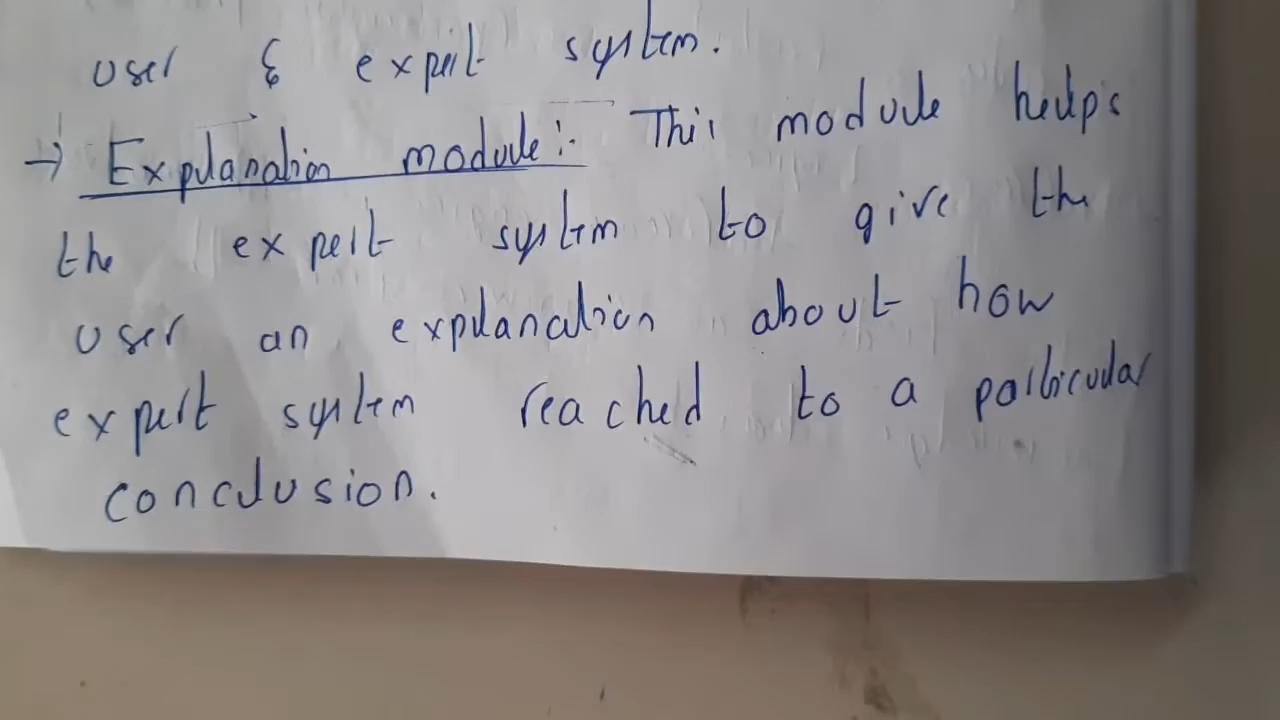 user & expert system.
→ Explanation module:- This module helps
the expert system to give the
user an explanation about how
expert system reached to a particular
conclusion.